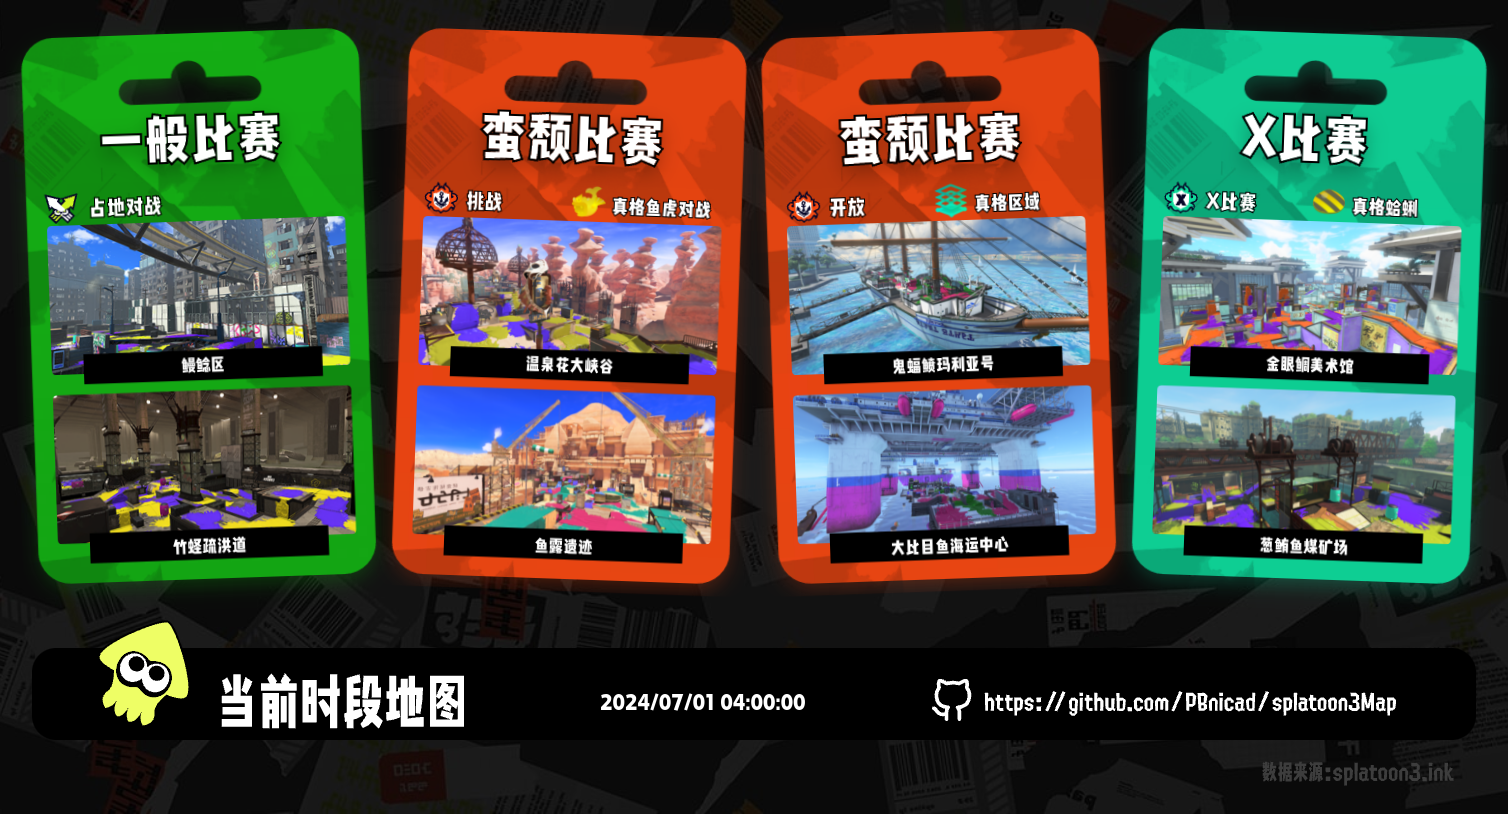 一般比赛
占地对战
鳗鲶区
竹蛏疏洪道
蛮颓比赛
挑战
真格鱼虎对战
温泉花大峡谷
鱼露遗迹
蛮颓比赛
开放
真格区域
鬼蝠鲼玛利亚号
大比目鱼海运中心
X比赛
X比赛
真格蛤蜊
金眼鲷美术馆
葱鲔鱼煤矿场
当前时段地图
2024/07/01 04:00:00
https://github.com/PBnicad/splatoon3Map
数据来源:splatoon3.ink